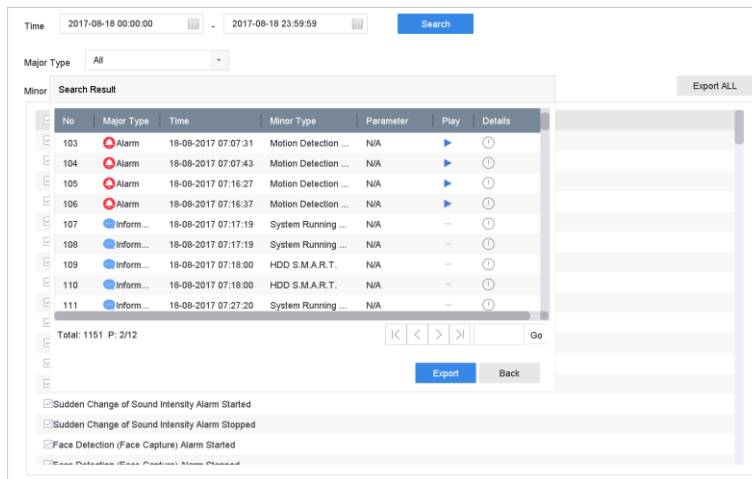 Time 2017-08-18 00:00:00 - 2017-08-18 23:59:59 Search
Major Type All
Minor Search Result Export ALL
No Major Type Time Minor Type Parameter Play Details
103 Alarm 18-08-2017 07:07:31 Motion Detection ... N/A
104 Alarm 18-08-2017 07:07:43 Motion Detection ... N/A
105 Alarm 18-08-2017 07:16:27 Motion Detection ... N/A
106 Alarm 18-08-2017 07:16:37 Motion Detection ... N/A
107 Inform... 18-08-2017 07:17:19 System Running ... N/A —
108 Inform... 18-08-2017 07:17:19 System Running ... N/A —
109 Inform... 18-08-2017 07:18:00 HDD S.M.A.R.T. N/A —
110 Inform... 18-08-2017 07:18:00 HDD S.M.A.R.T. N/A —
111 Inform... 18-08-2017 07:27:20 System Running ... N/A —
Total: 1151 P: 2/12 Go
Export Back
Sudden Change of Sound Intensity Alarm Started
Sudden Change of Sound Intensity Alarm Stopped
Face Detection (Face Capture) Alarm Started
Face Detection (Face Capture) Alarm Stopped